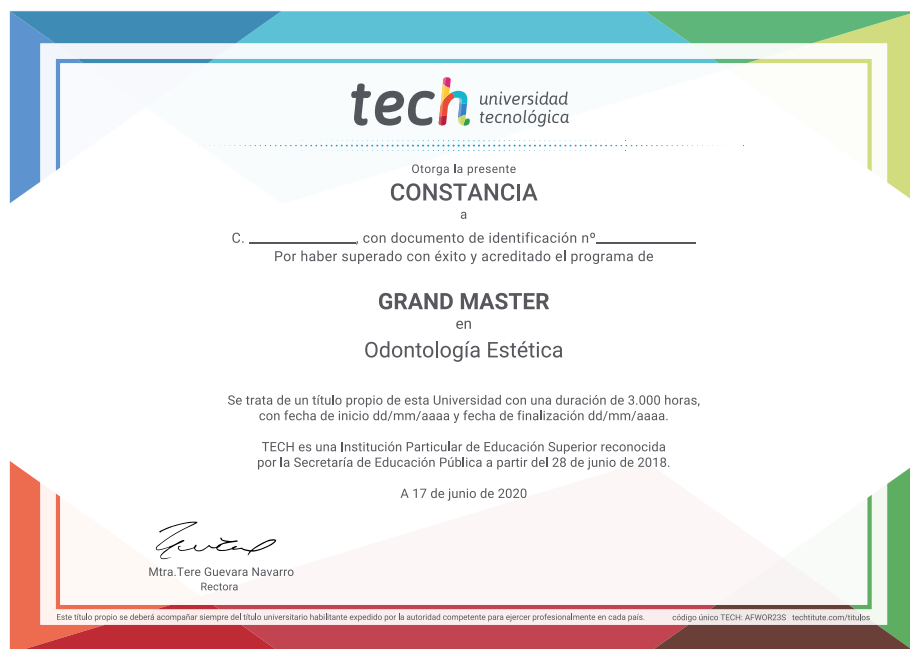 tech universidad
tecnológica
Otorga la presente
CONSTANCIA
a
C. ____________, con documento de identificación nº____________
Por haber superado con éxito y acreditado el programa de
GRAND MASTER
en
Odontología Estética
Se trata de un título propio de esta Universidad con una duración de 3.000 horas,
con fecha de inicio dd/mm/aaaa y fecha de finalización dd/mm/aaaa.
TECH es una Institución Particular de Educación Superior reconocida
por la Secretaría de Educación Pública a partir del 28 de junio de 2018.
A 17 de junio de 2020
Mtra.Tere Guevara Navarro
Rectora
Este título propio se deberá acompañar siempre del título universitario habilitante expedido por la autoridad competente para ejercer profesionalmente en cada país. código único TECH: AFWOR23S techtitute.com/titulos